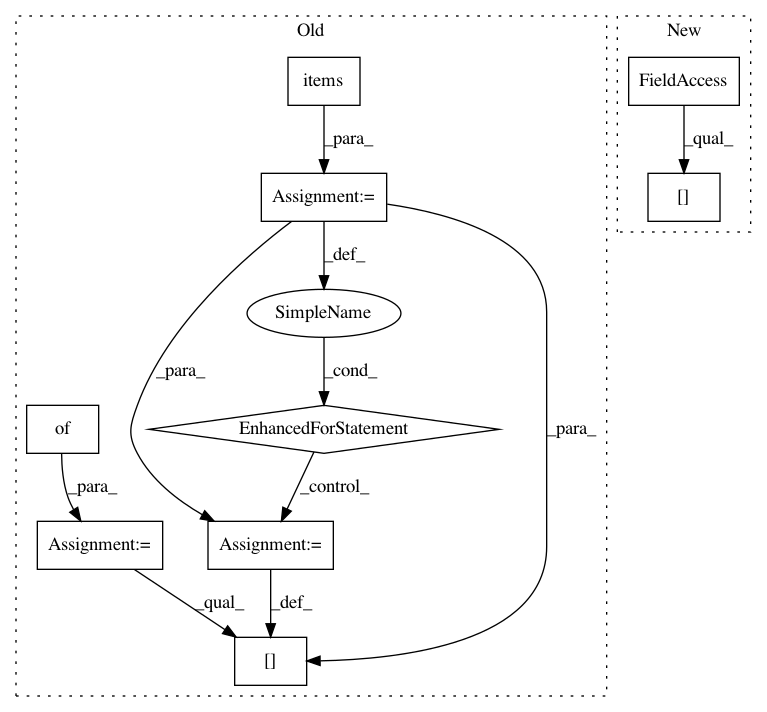 Old
New
items
FieldAccess
_para_
_qual_
Assignment:=
[]
_def_
SimpleName
_para_
_cond_
of
EnhancedForStatement
_para_
_para_
_control_
Assignment:=
Assignment:=
_qual_
_def_
[]